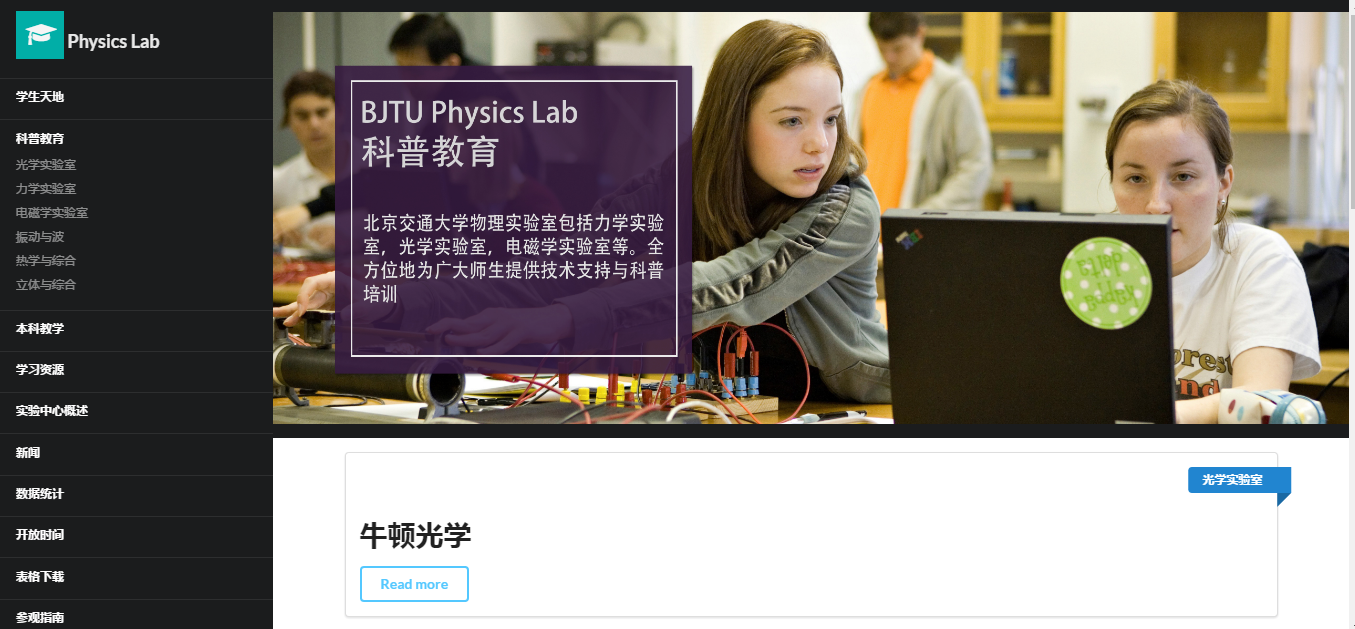 Physics Lab
学生天地
科普教育
光学实验室
力学实验室
电磁学实验室
振动与波
热学与综合
立体与综合
本科教学
学习资源
实验中心概述
新闻
数据统计
开放时间
表格下载
参观指南
BJTU Physics Lab
科普教育
北京交通大学物理实验室包括力学实验
室，光学实验室，电磁学实验室等。全
方位地为广大师生提供技术支持与科普
培训
光学实验室
牛顿光学
Read more